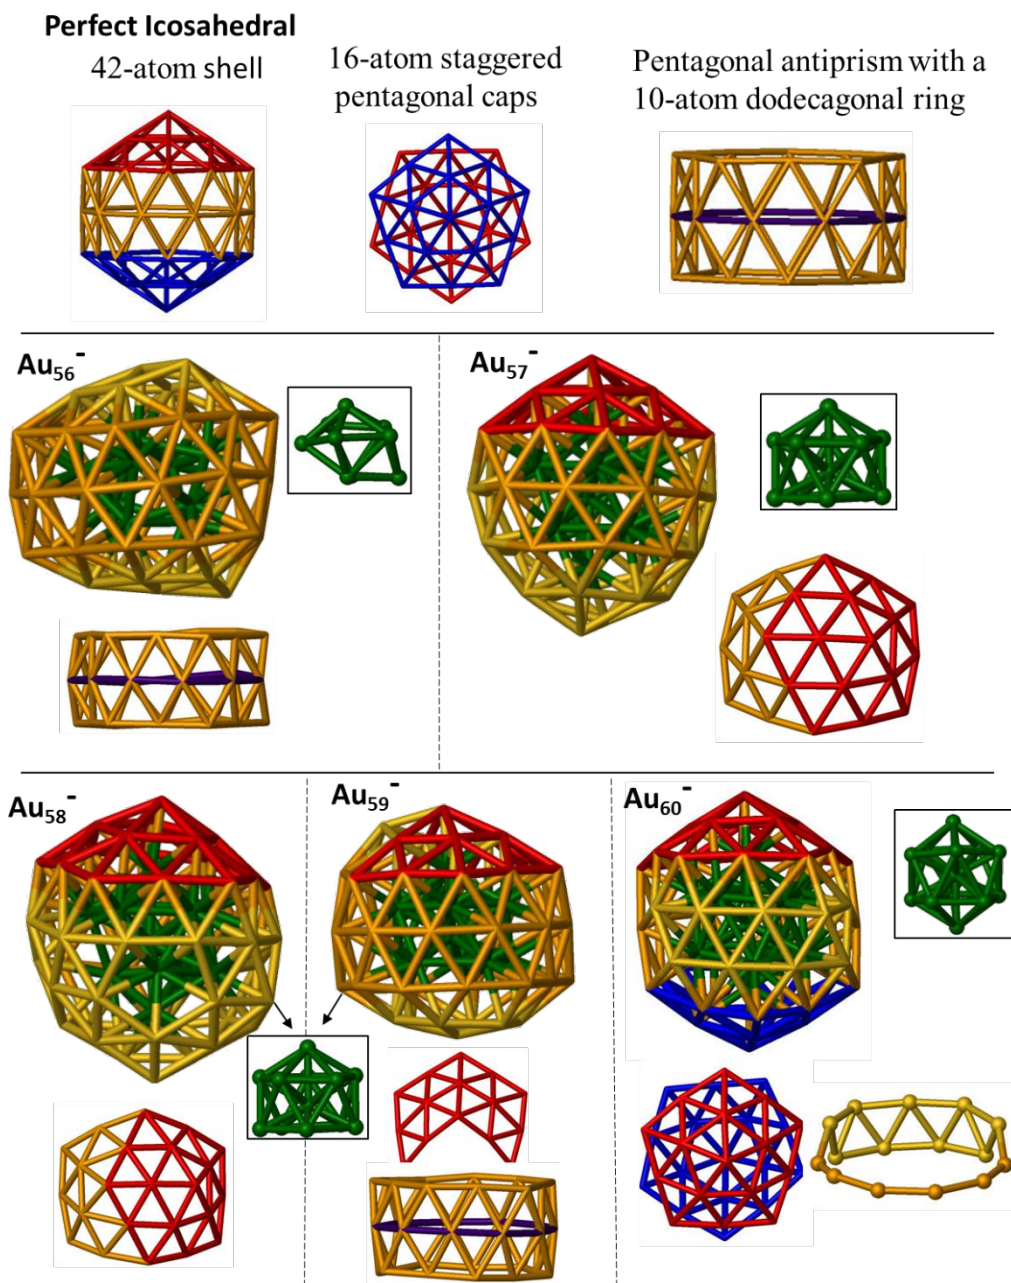 Perfect Icosahedral
42-atom shell
16-atom staggered
pentagonal caps
Pentagonal antiprism with a
10-atom dodecagonal ring
Au56-
Au57-
Au58-
Au59-
Au60-